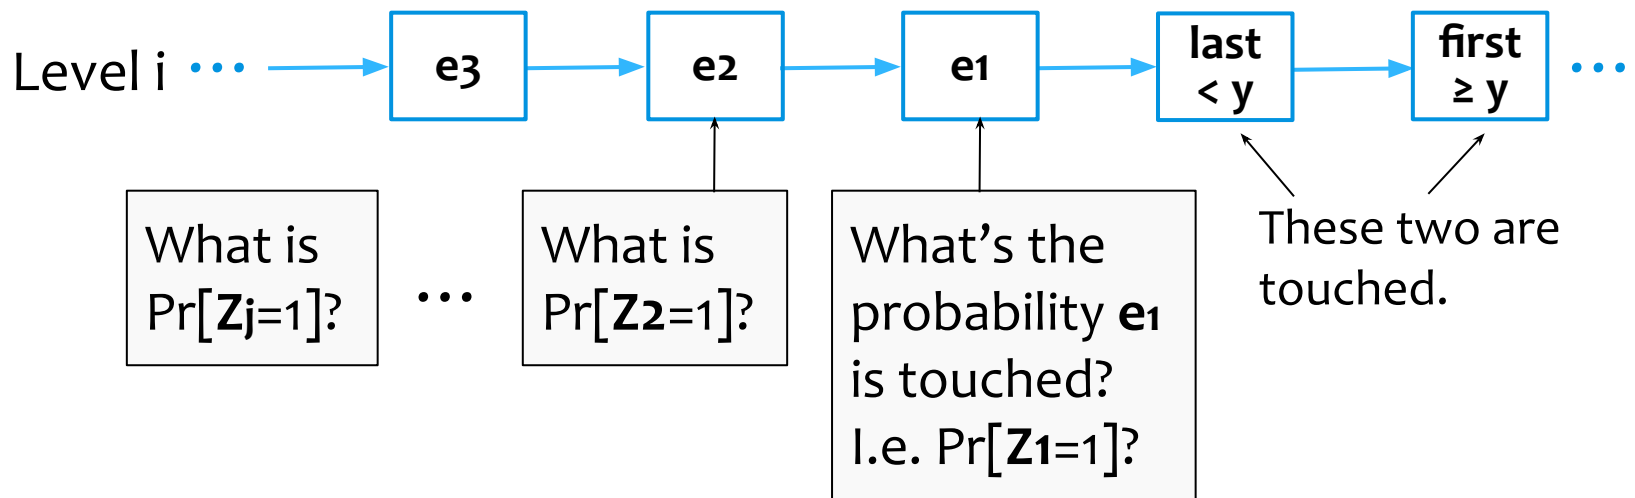 Level i ... e3 e2 e1 last < y first ≥ y ...
What is
Pr[Zj=1]?
...
What is
Pr[Z2=1]?
What's the
probability e1
is touched?
I.e. Pr[Z1=1]?
These two are
touched.